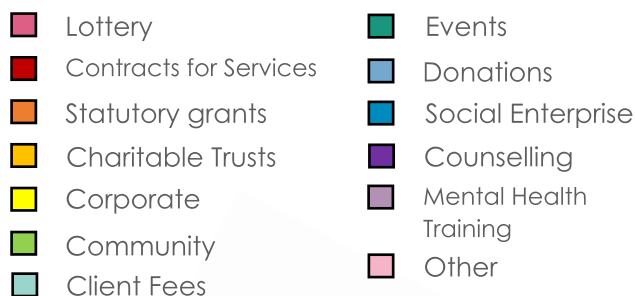 Lottery
Contracts for Services
Statutory grants
Charitable Trusts
Corporate
Community
Client Fees
Events
Donations
Social Enterprise
Counselling
Mental Health
Training
Other